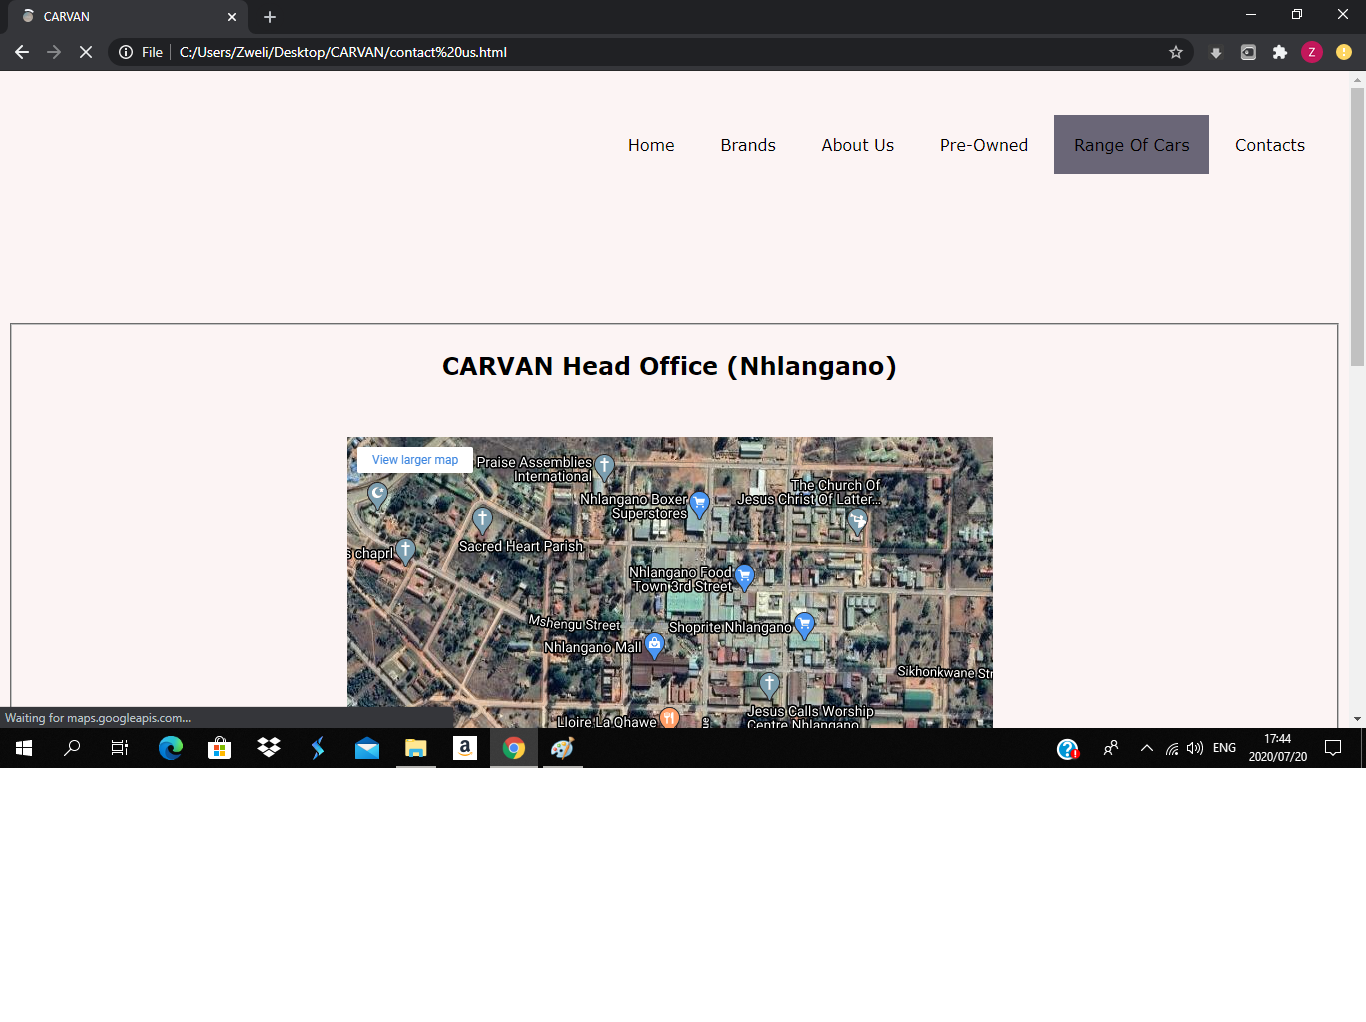 CARVAN
File
C:/Users/Zweli/Desktop/CARVAN/contact%20us.html
Z
Home
Brands
About Us
Pre-Owned
Range Of Cars
Contacts
CARVAN Head Office (Nhlangano)
View larger map
Praise Assemblies
International
The Church Of
Jesus Christ Of Latter...
Nhlangano Boxer
Superstores
Sacred Heart Parish
s chaprl
Nhlangano Food
Town 3rd Street
Mshengu Street
Shoprite Nhlangano
Nhlangano Mall
Sikhonkwane Str
Jesus Calls Worship
Centre Nhlangano
Lloire La Qhawe
Waiting for maps.googleapis.com...
ENG
17:44
2020/07/20